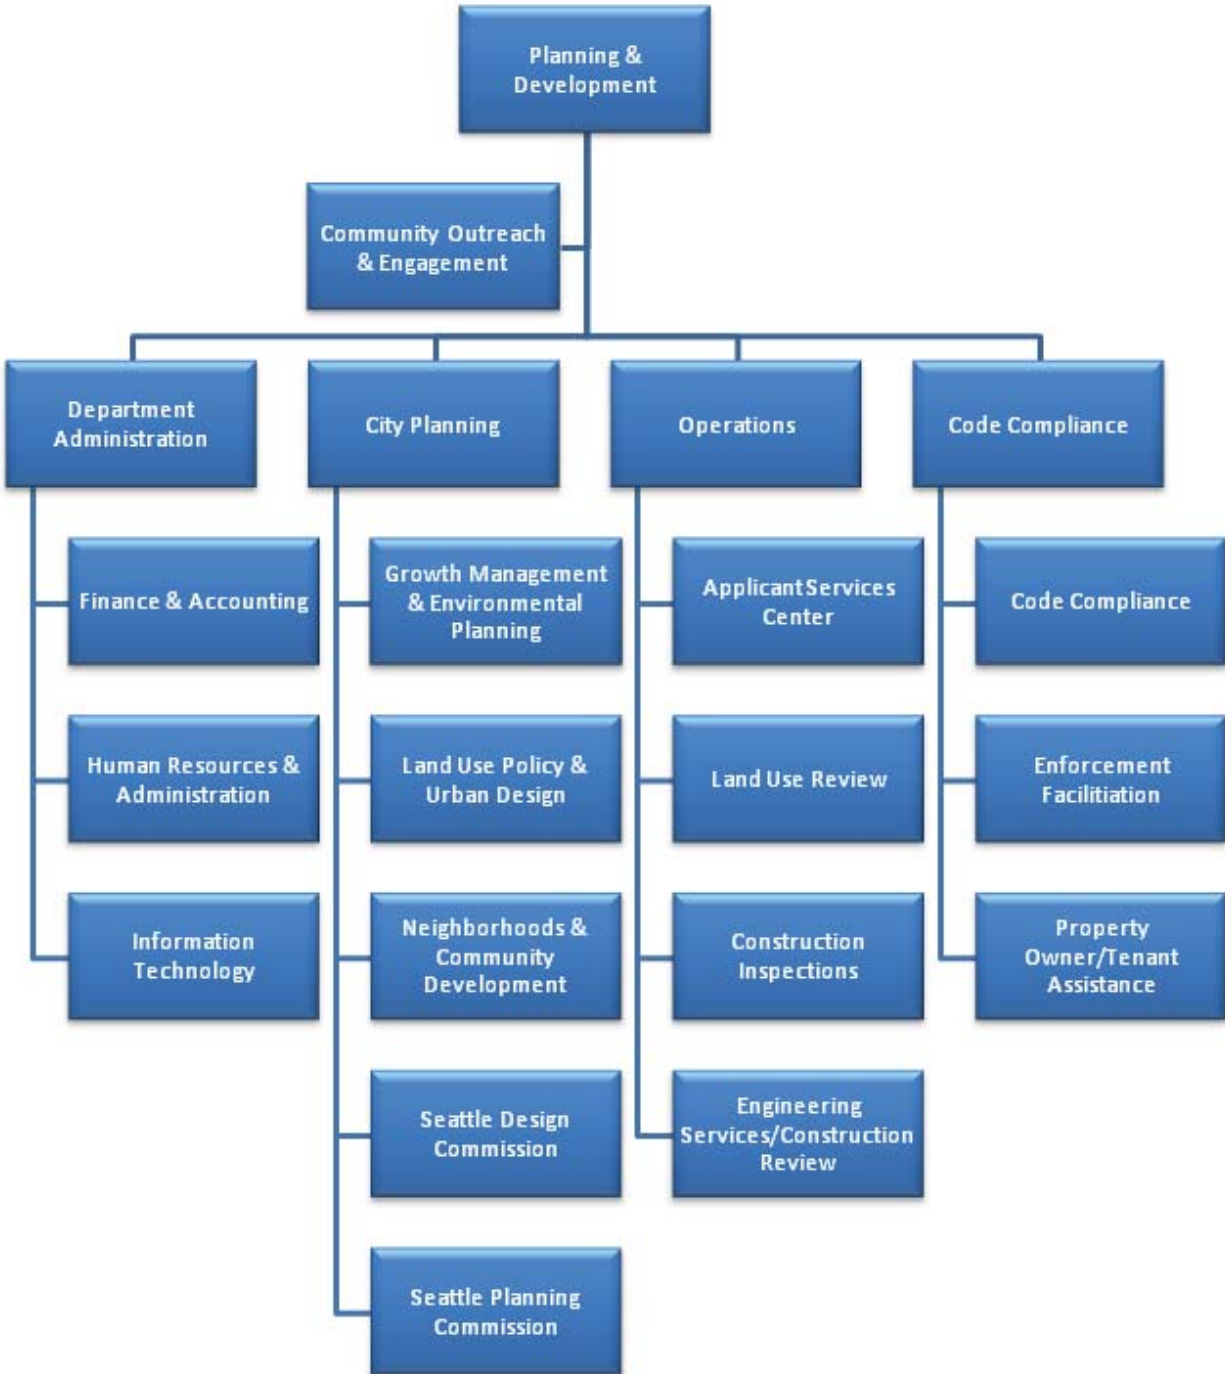 Planning &
Development
Community Outreach
& Engagement
Department
Administration
City Planning
Operations
Code Compliance
Finance & Accounting
Growth Management
& Environmental
Planning
Applicant Services
Center
Code Compliance
Human Resources &
Administration
Land Use Policy &
Urban Design
Land Use Review
Enforcement
Facilitiation
Information
Technology
Neighborhoods &
Community
Development
Construction
Inspections
Property
Owner/Tenant
Assistance
Seattle Design
Commission
Engineering
Services/Construction
Review
Seattle Planning
Commission